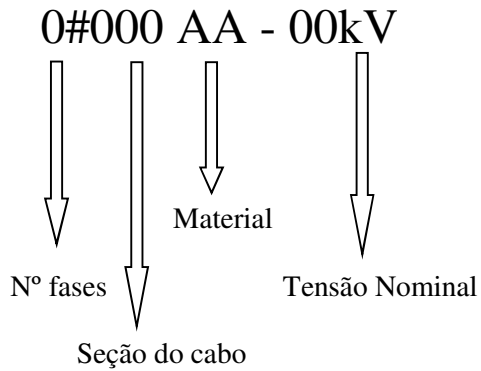 0#000 AA - 00kV
Material
Nº fases
Tensão Nominal
Seção do cabo